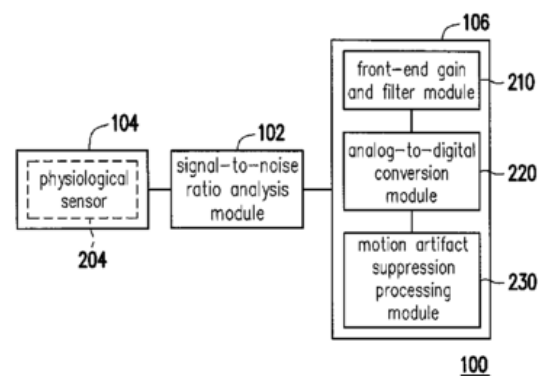 106
front-end gain
and filter module
210
104
102
physiological
sensor
signal-to-noise
ratio analysis
module
analog-to-digital
conversion
module
220
204
motion artifact
suppression
processing
module
230
100